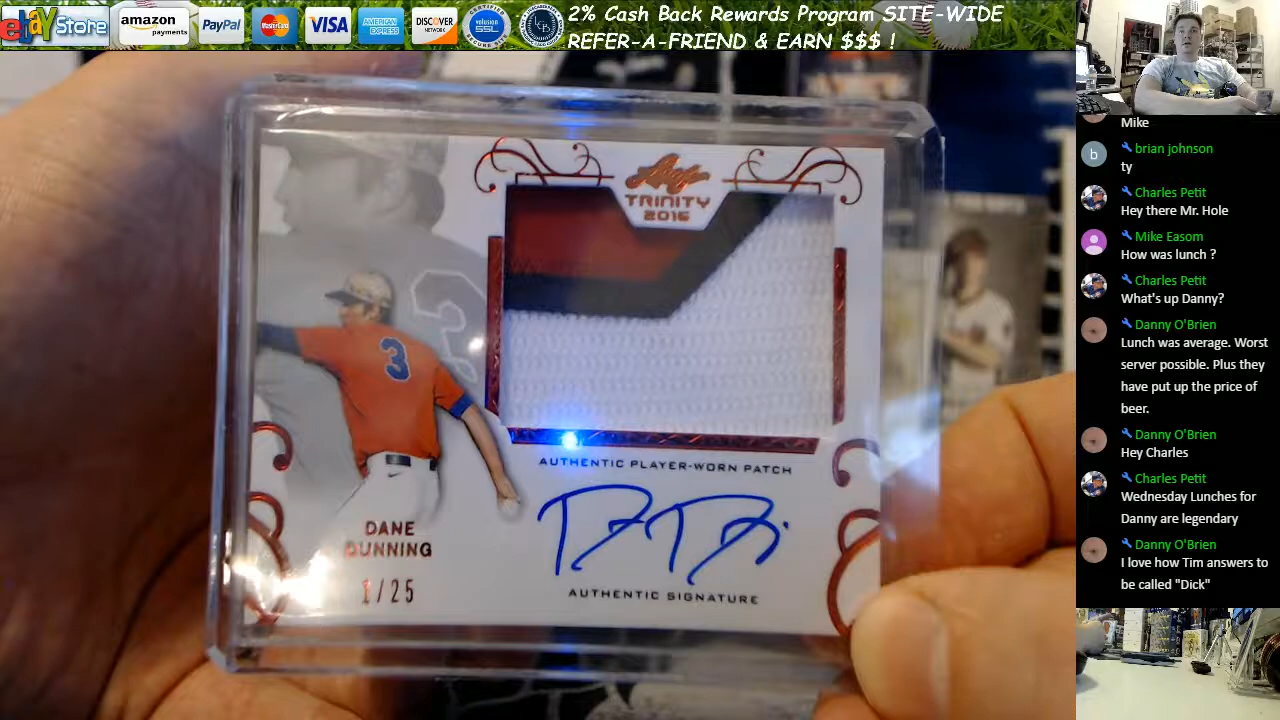 ebay Store
amazon payments
PayPal
MasterCard
VISA
AMERICAN EXPRESS
DISCOVER NETWORK
volusion SSL
2% Cash Back Rewards Program SITE-WIDE
REFER-A-FRIEND & EARN $$$ !
Leaf
TRINITY
2016
3
3
AUTHENTIC PLAYER-WORN PATCH
DANE
DUNNING
1/25
AUTHENTIC SIGNATURE
Mike
b
brian johnson
ty
Charles Petit
Hey there Mr. Hole
Mike Easom
How was lunch ?
Charles Petit
What's up Danny?
Danny O'Brien
Lunch was average. Worst
server possible. Plus they
have put up the price of
beer.
Danny O'Brien
Hey Charles
Charles Petit
Wednesday Lunches for
Danny are legendary
Danny O'Brien
I love how Tim answers to
be called "Dick"